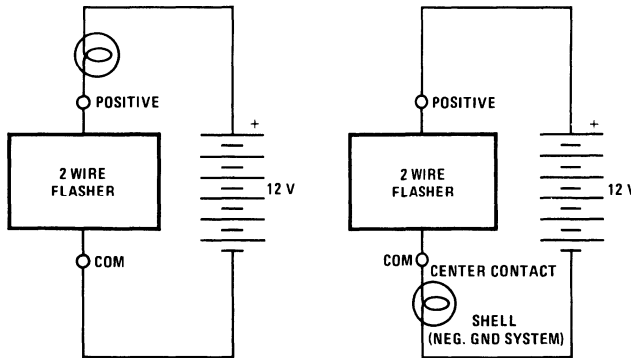 +
POSITIVE
2 WIRE
FLASHER
12 V
COM
+
POSITIVE
2 WIRE
FLASHER
12 V
COM
CENTER CONTACT
SHELL
(NEG. GND SYSTEM)